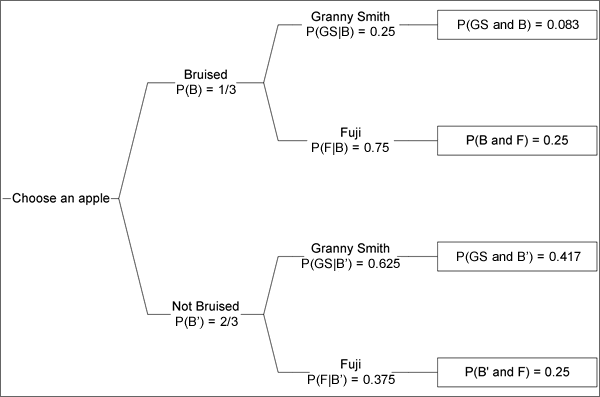 Granny Smith
P(GS|B) = 0.25
P(GS and B) = 0.083
Bruised
P(B) = 1/3
Fuji
P(F|B) = 0.75
P(B and F) = 0.25
Choose an apple
Granny Smith
P(GS|B’) = 0.625
P(GS and B’) = 0.417
Not Bruised
P(B’) = 2/3
Fuji
P(F|B’) = 0.375
P(B' and F) = 0.25